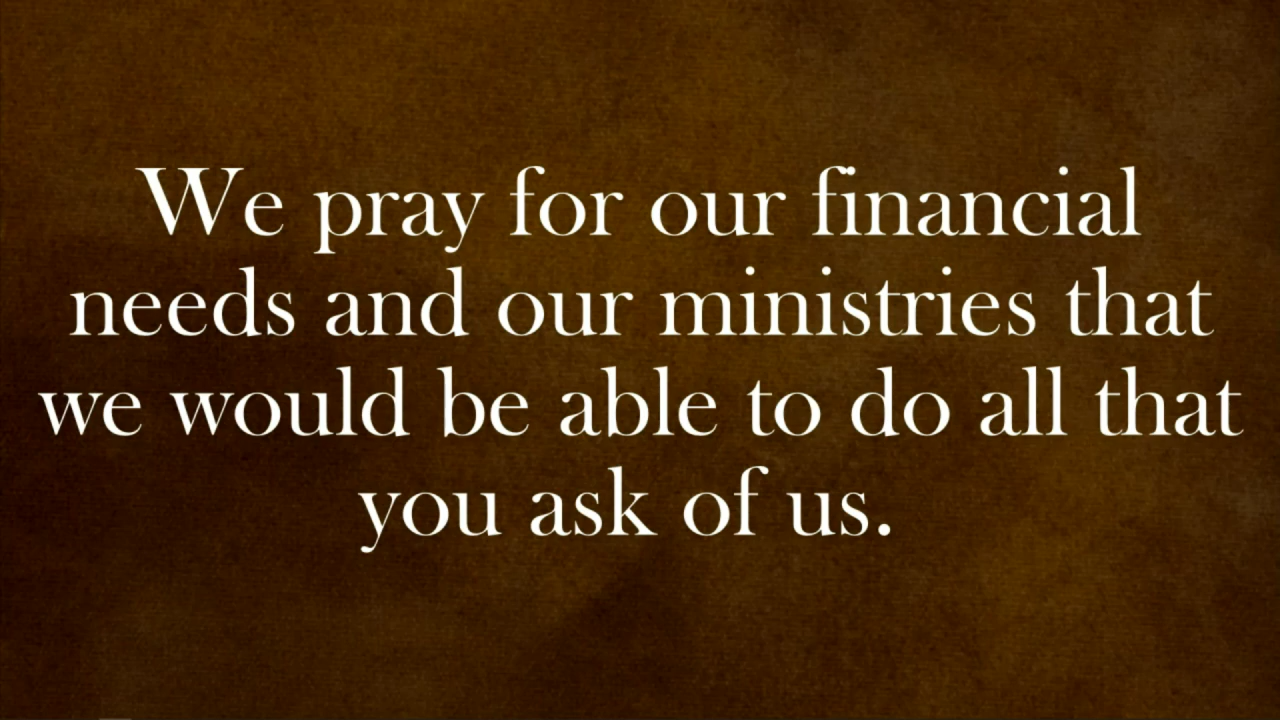 We pray for our financial
needs and our ministries that
we would be able to do all that
you ask of us.